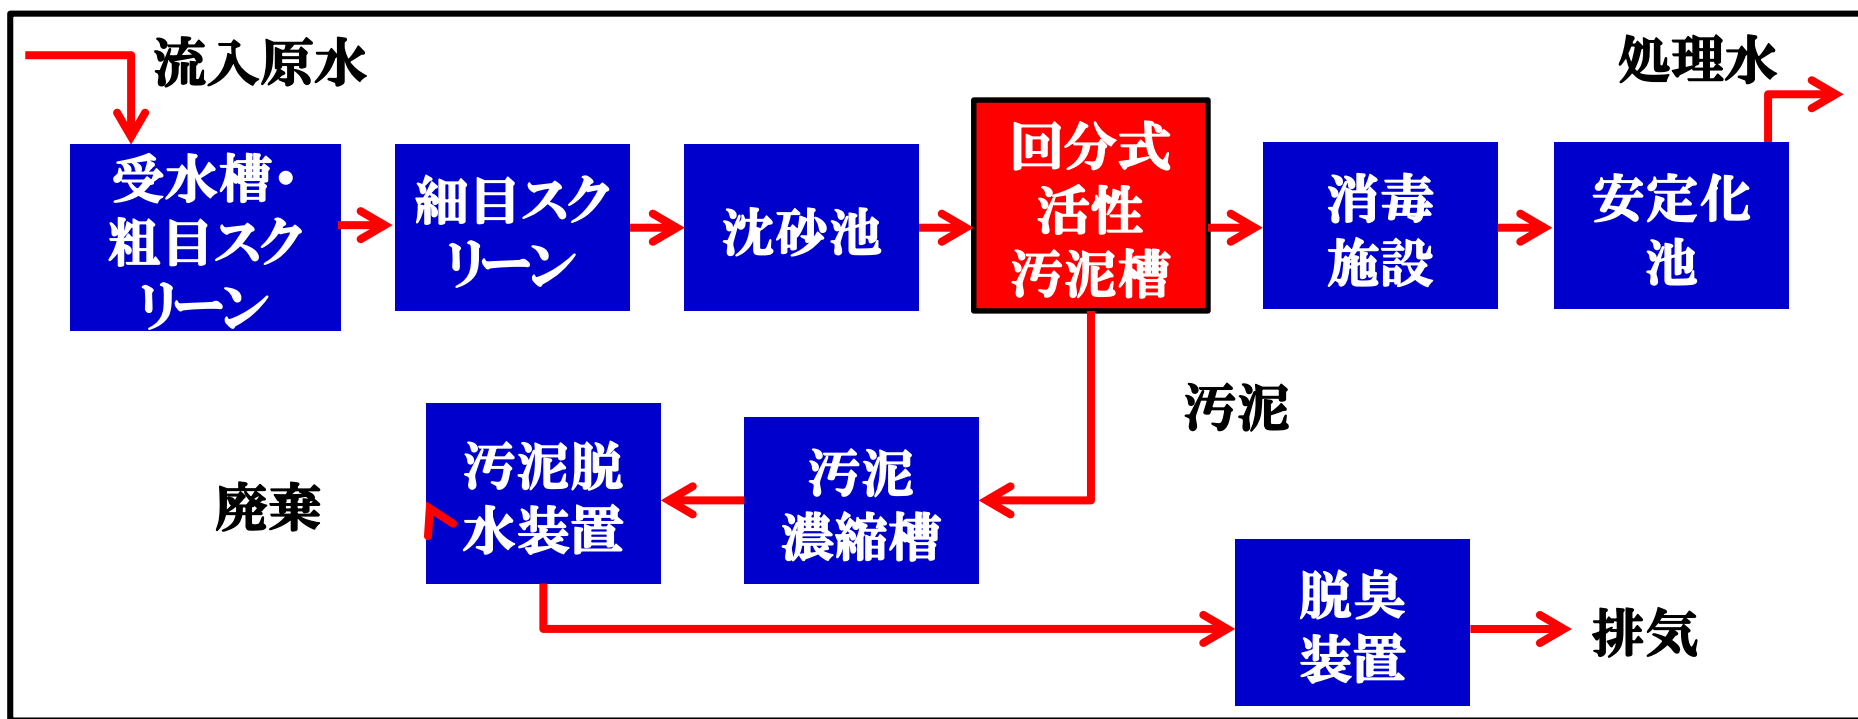 流入原水
処理水
受水槽・
粗目スク
リーン
細目スク
リーン
沈砂池
回分式
活性
汚泥槽
消毒
施設
安定化
池
汚泥
廃棄
汚泥脱
水装置
汚泥
濃縮槽
脱臭
装置
排気